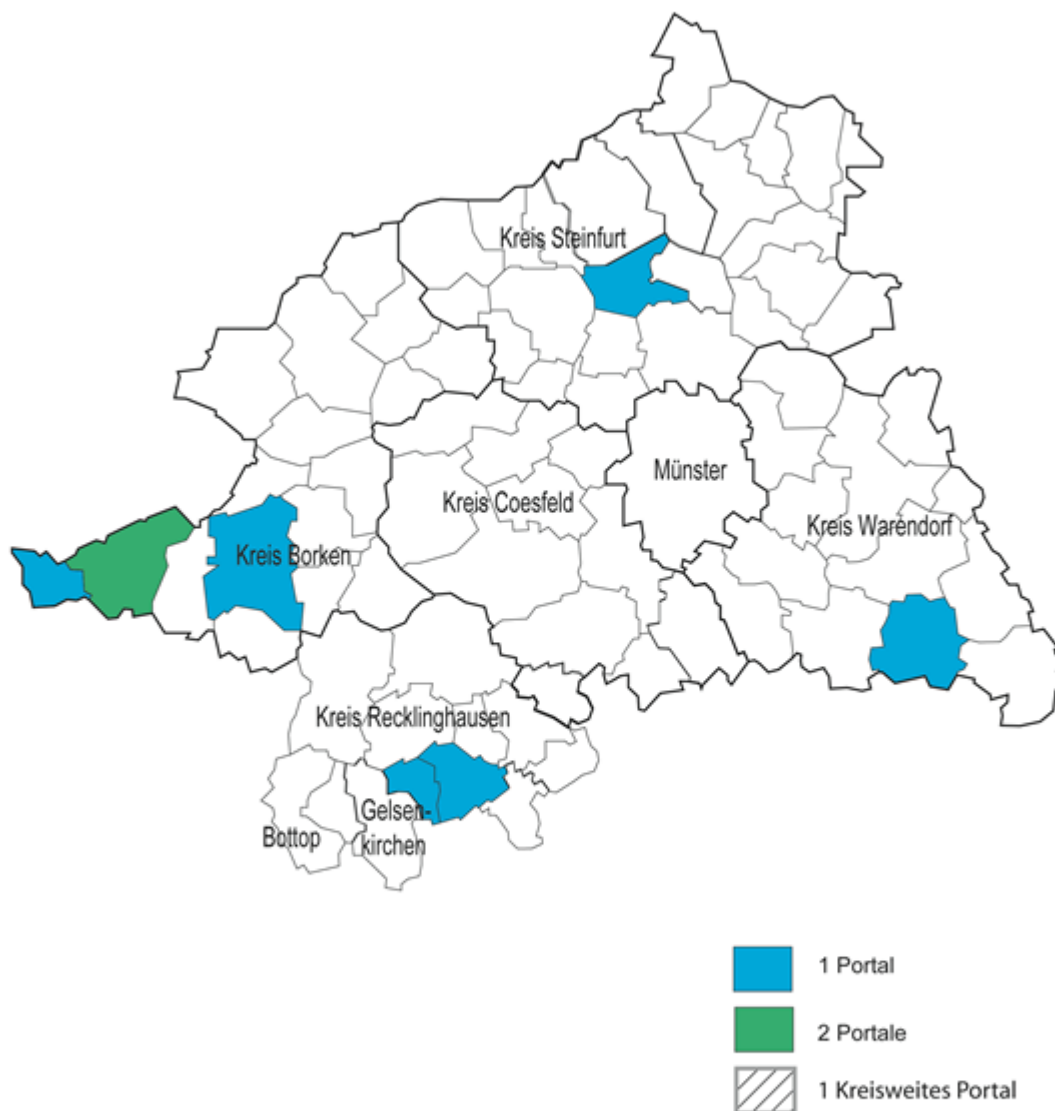 Kreis Steinfurt
Münster
Kreis Coesfeld
Kreis Warendorf
Kreis Borken
Kreis Recklinghausen
Gelsen-
kirchen
Bottop
1 Portal
2 Portale
1 Kreisweites Portal